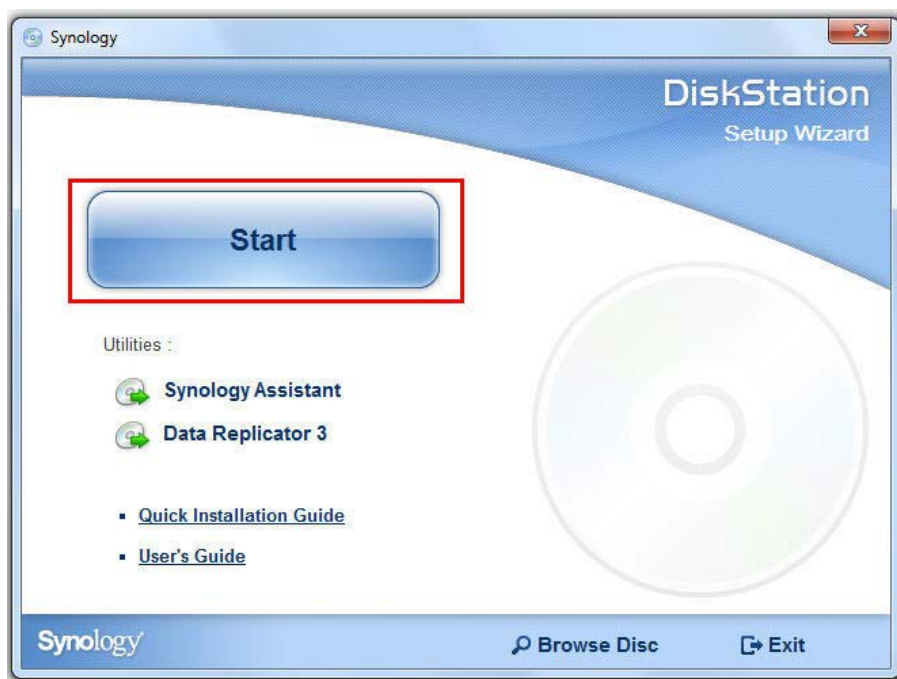 Synology
DiskStation
Setup Wizard
Start
Utilities :
Synology Assistant
Data Replicator 3
Quick Installation Guide
User's Guide
Synology
Browse Disc
Exit